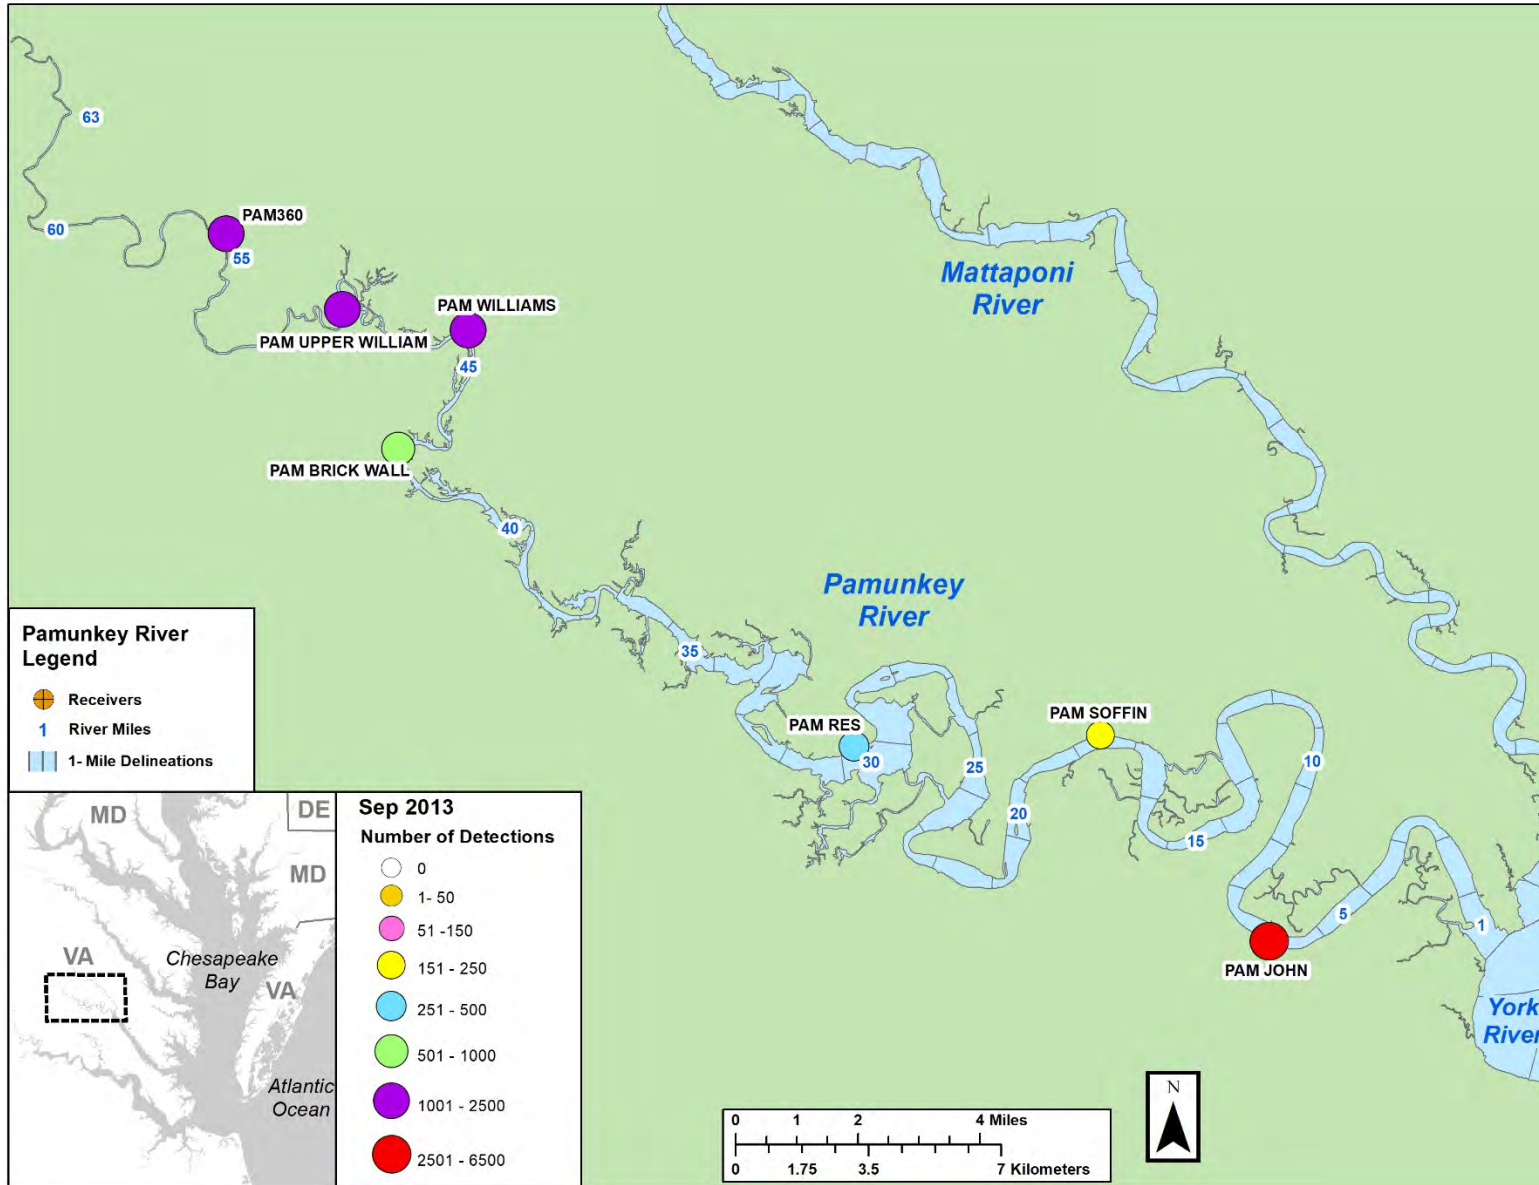 63
PAM360
60
55
Mattaponi
River
PAM WILLIAMS
PAM UPPER WILLIAM
45
PAM BRICK WALL
40
Pamunkey
River
35
PAM RES
30
25
PAM SOFFIN
20
15
10
5
1
PAM JOHN
York
River
Pamunkey River
Legend
Receivers
1 River Miles
1- Mile Delineations
MD
DE
MD
VA
Chesapeake
Bay
VA
Atlantic
Ocean
Sep 2013
Number of Detections
0
1- 50
51 -150
151 - 250
251 - 500
501 - 1000
1001 - 2500
2501 - 6500
0 1 2 4 Miles
0 1.75 3.5 7 Kilometers
N